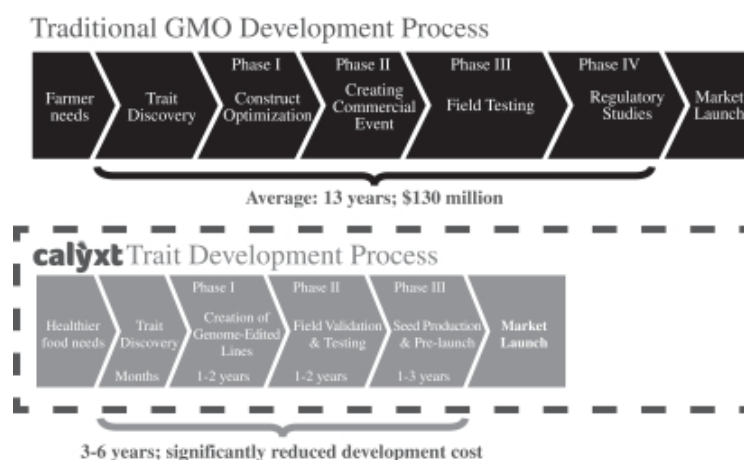 Traditional GMO Development Process
Farmer
needs
Trait
Discovery
Phase I
Construct
Optimization
Phase II
Creating
Commercial
Event
Phase III
Field Testing
Phase IV
Regulatory
Studies
Market
Launch
Average: 13 years; $130 million
calyxt Trait Development Process
Healthier
food needs
Trait
Discovery
Months
Phase I
Creation of
Genome-Edited
Lines
1-2 years
Phase II
Field Validation
& Testing
1-2 years
Phase III
Seed Production
& Pre-launch
1-3 years
Market
Launch
3-6 years; significantly reduced development cost